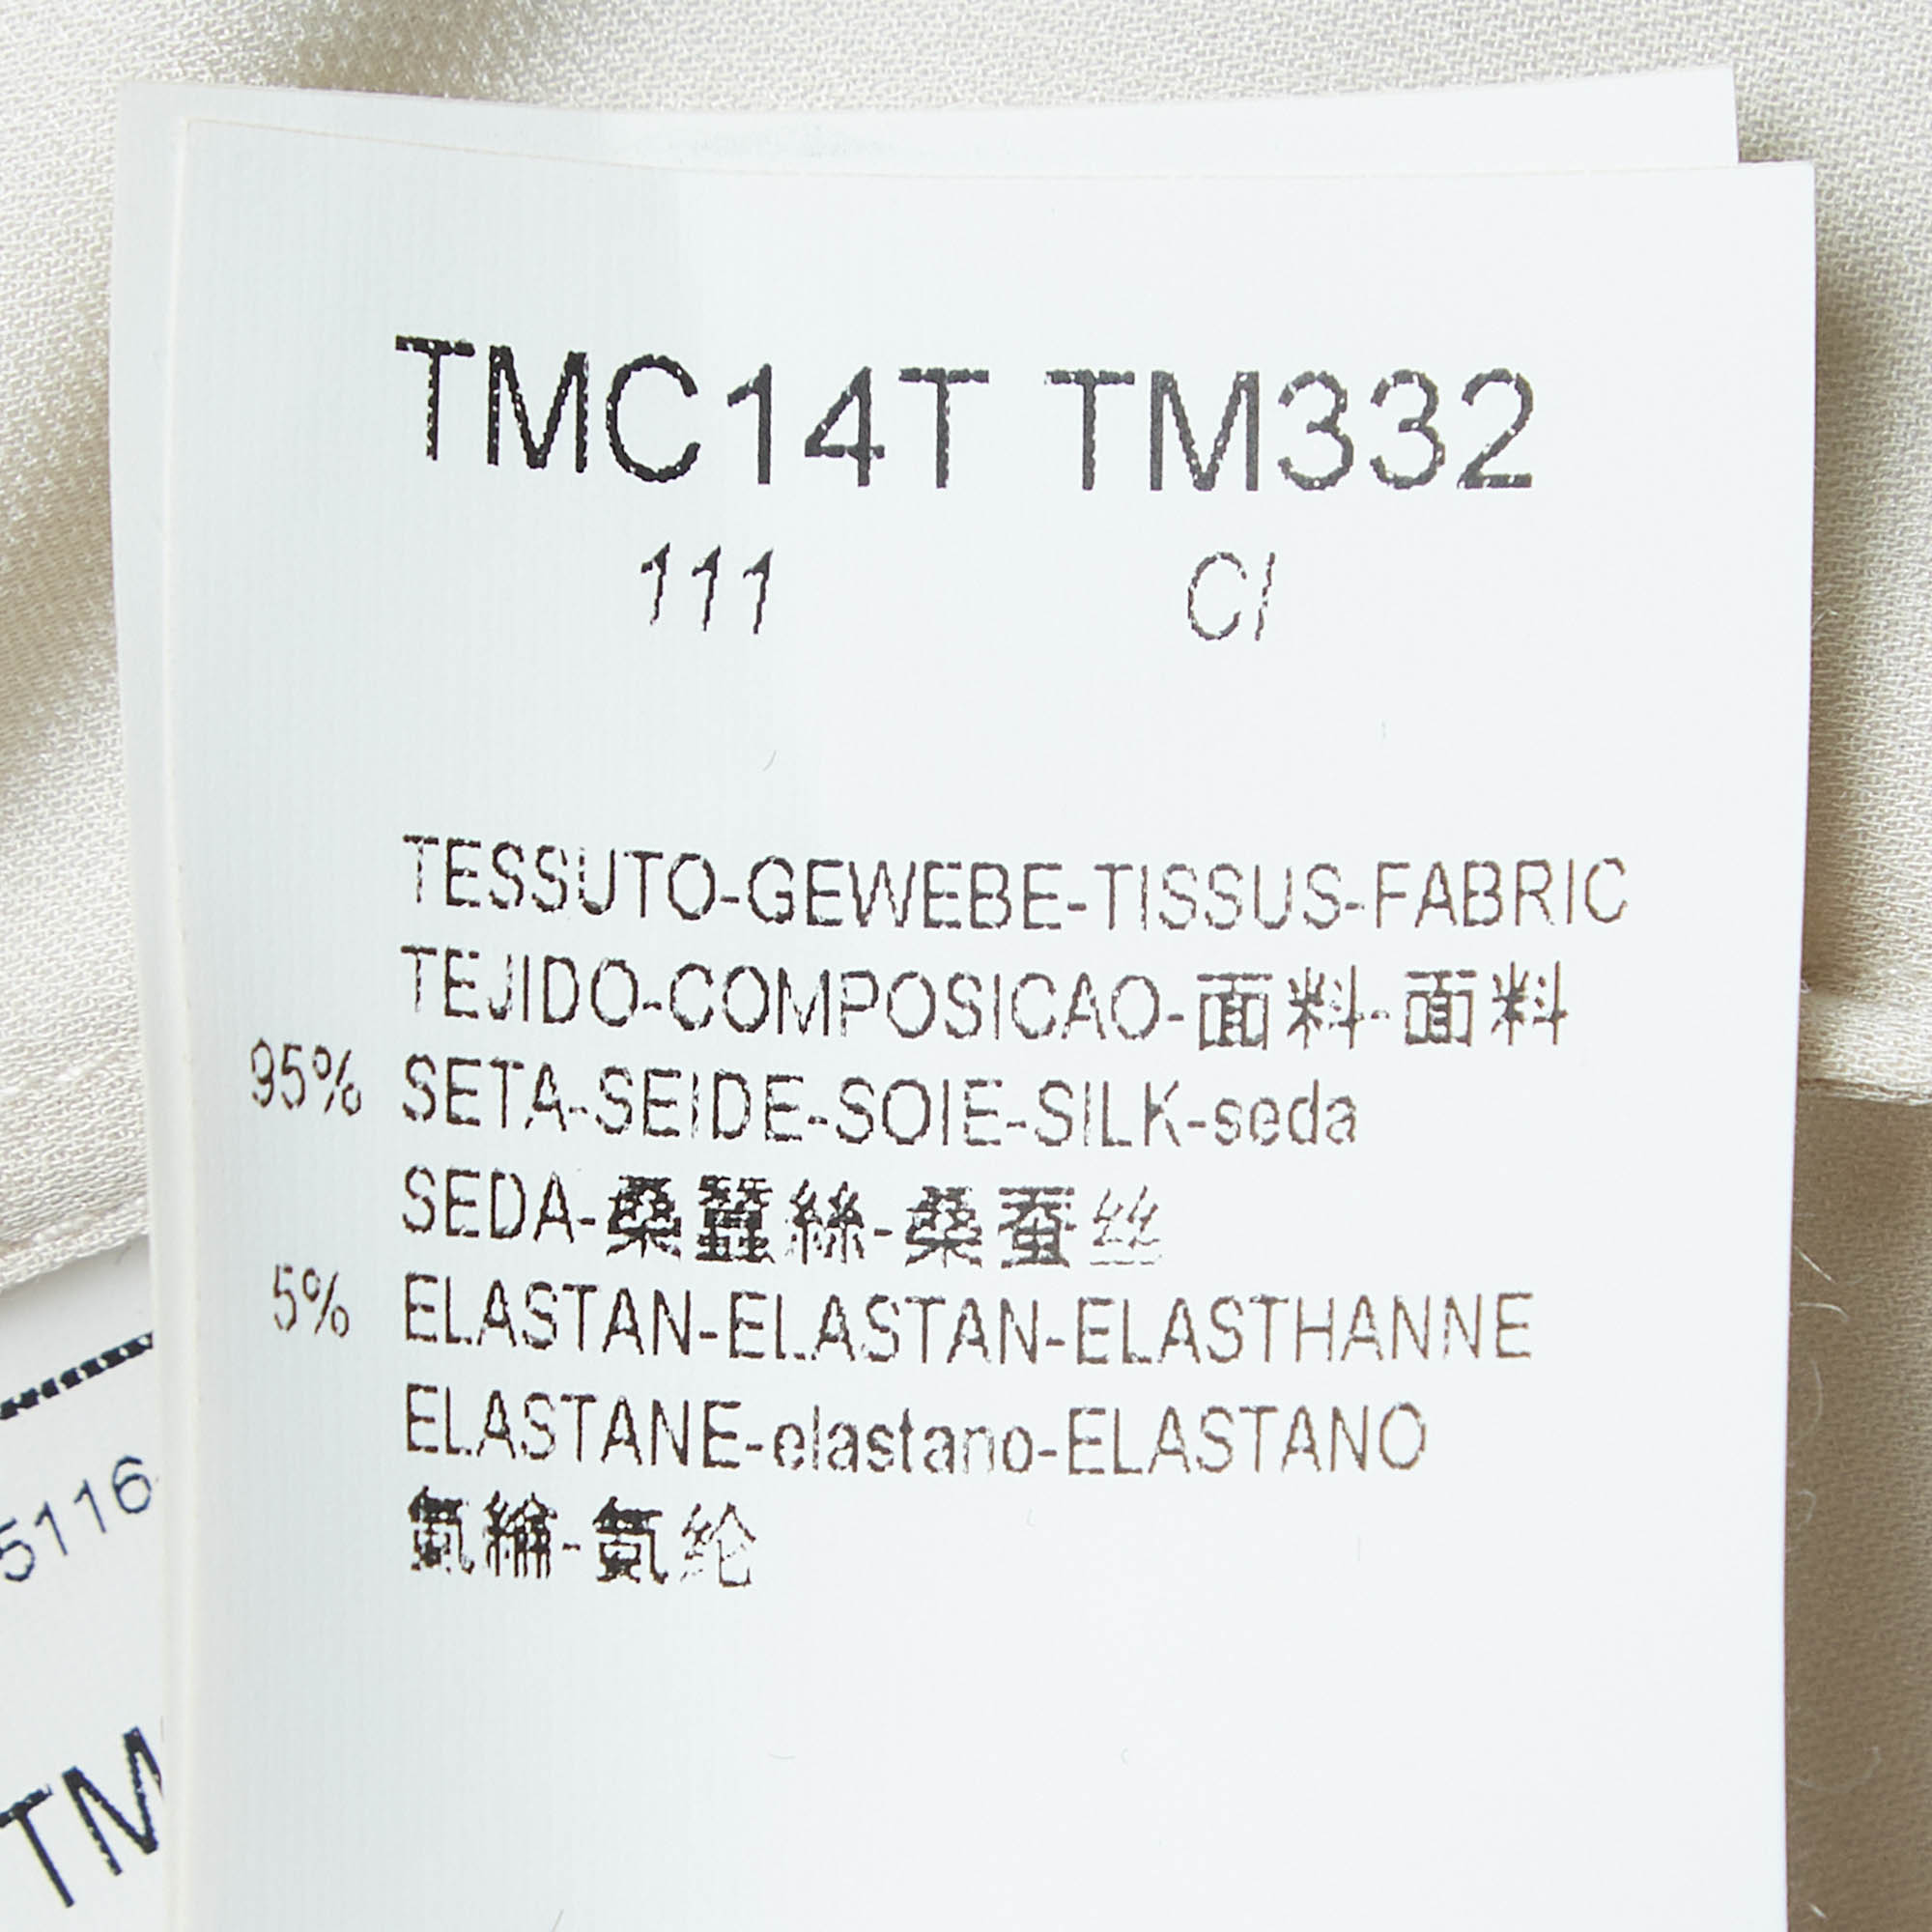 TMC14T TM332
111 C/
TESSUTO-GEWEBE-TISSUS-FABRIC
TEJIDO-COMPOSICAO-面料-面料
95% SETA-SEIDE-SOIE-SILK-seda
SEDA-桑蠶絲-桑蚕丝
5% ELASTAN-ELASTAN-ELASTHANNE
ELASTANE-elastano-ELASTANO
氨綸-氨纶
5116
TM